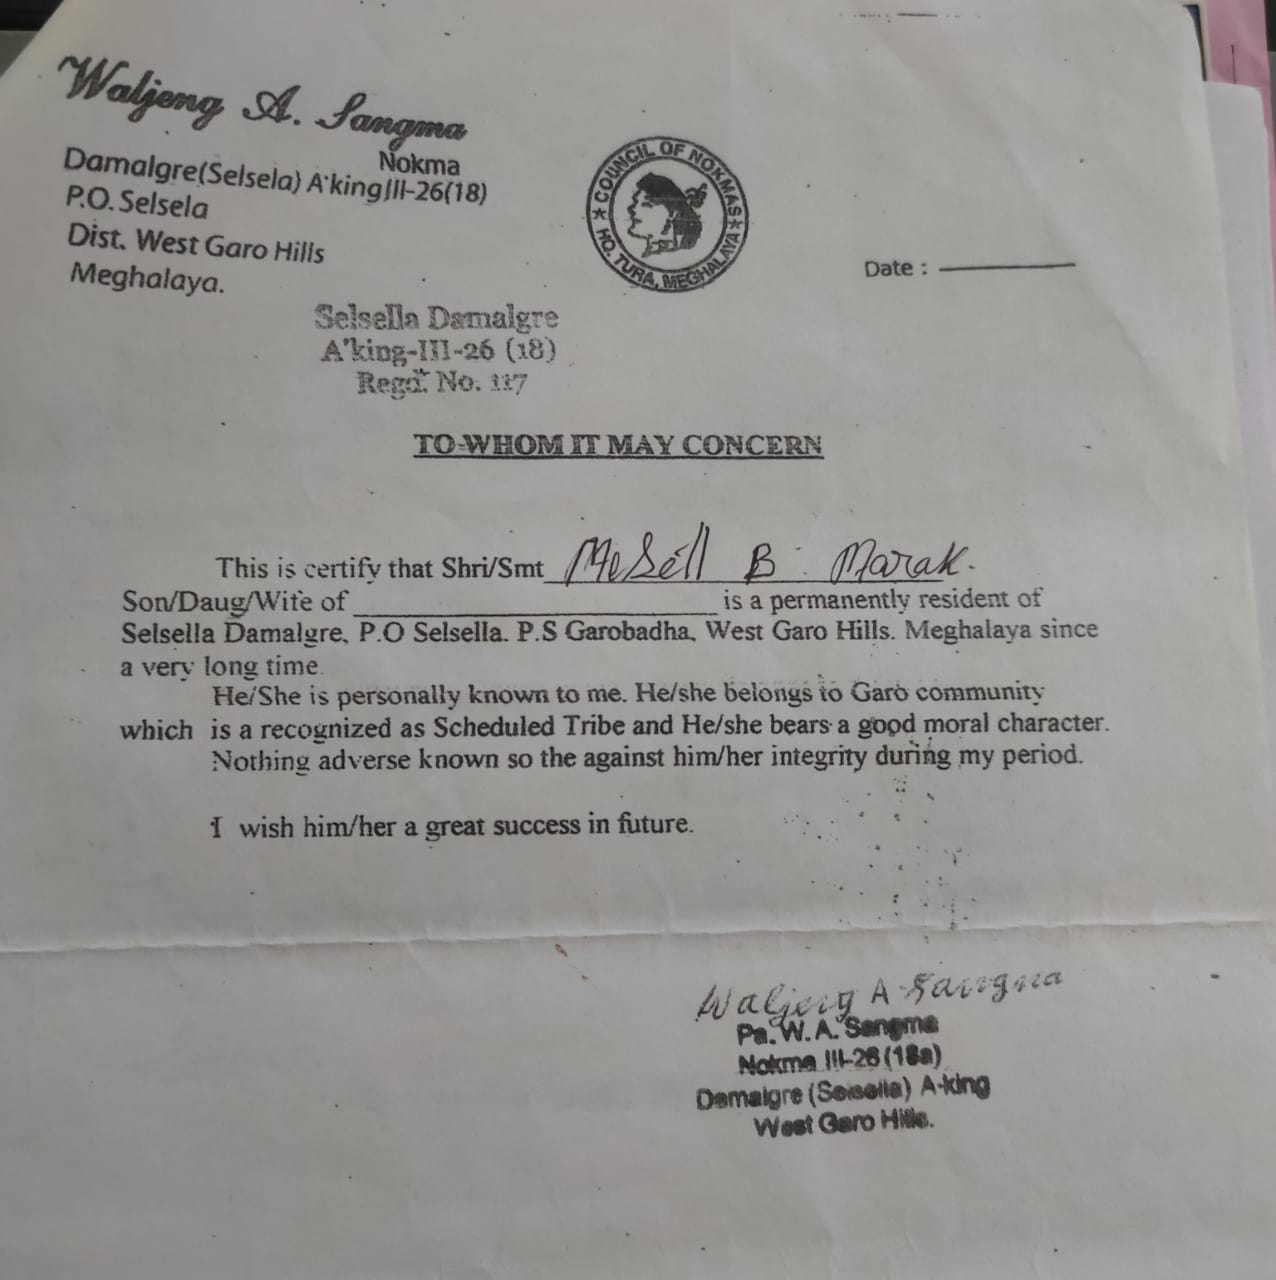 Waljeng A. Sangma
Nokma
Damalgre(Selsela) A'king III-26(18)
P.O. Selsela
Dist. West Garo Hills
Meghalaya.
★ COUNCIL OF NOKMAS ★
HQ. TURA, MEGHALAYA
Date :
Selsella Damalgre
A'king-III-26 (18)
Regd. No. 117
TO WHOM IT MAY CONCERN
This is certify that Shri/Smt Mesell B. Marak.
Son/Daug/Wife of is a permanently resident of
Selsella Damalgre, P.O Selsella. P.S Garobadha, West Garo Hills. Meghalaya since
a very long time.
He/She is personally known to me. He/she belongs to Garo community
which is a recognized as Scheduled Tribe and He/she bears a good moral character.
Nothing adverse known so the against him/her integrity during my period.
I wish him/her a great success in future.
Waljeng A Sangma
Pa. W. A. Sangma
Nokma III-26 (18a)
Damalgre (Selsella) A-king
West Garo Hills.